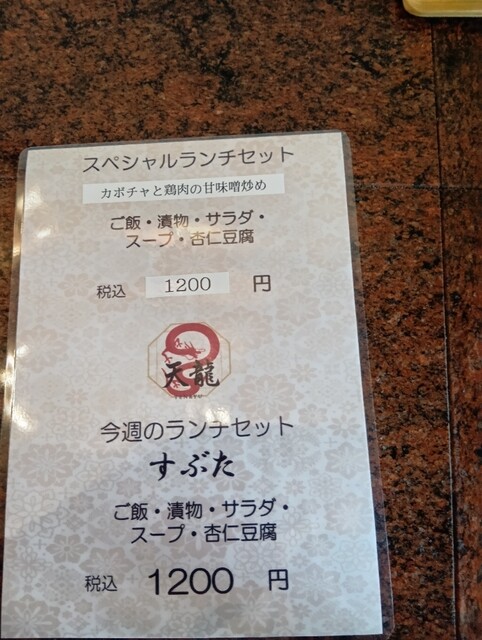 スペシャルランチセット
カボチャと鶏肉の甘味噌炒め
ご飯・漬物・サラダ・
スープ・杏仁豆腐
税込 1200 円
天龍
今週のランチセット
すぶた
ご飯・漬物・サラダ・
スープ・杏仁豆腐
税込 1200 円